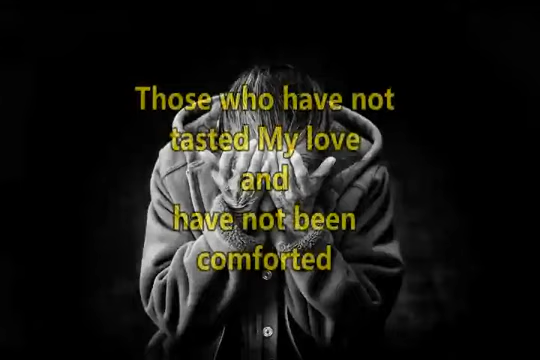 Those who have not
tasted My love
and
have not been
comforted